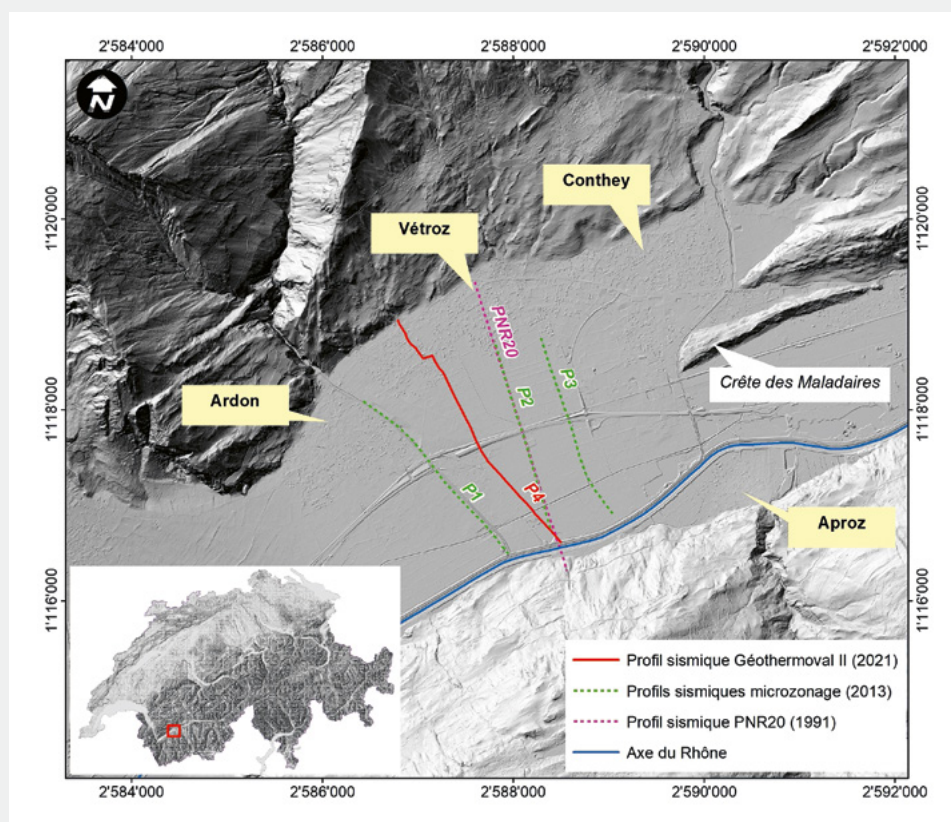 2'584'000 2'586'000 2'588'000 2'590'000 2'592'000
N
1'120'000 1'120'000
Conthey
Vétroz
PNR20
P2
P3
Crête des Maladaires
Ardon
1'118'000 1'118'000
P1
P4
Aproz
1'116'000 1'116'000
Profil sismique Géothermoval II (2021)
Profils sismiques microzonage (2013)
Profil sismique PNR20 (1991)
Axe du Rhône
2'584'000 2'586'000 2'588'000 2'590'000 2'592'000